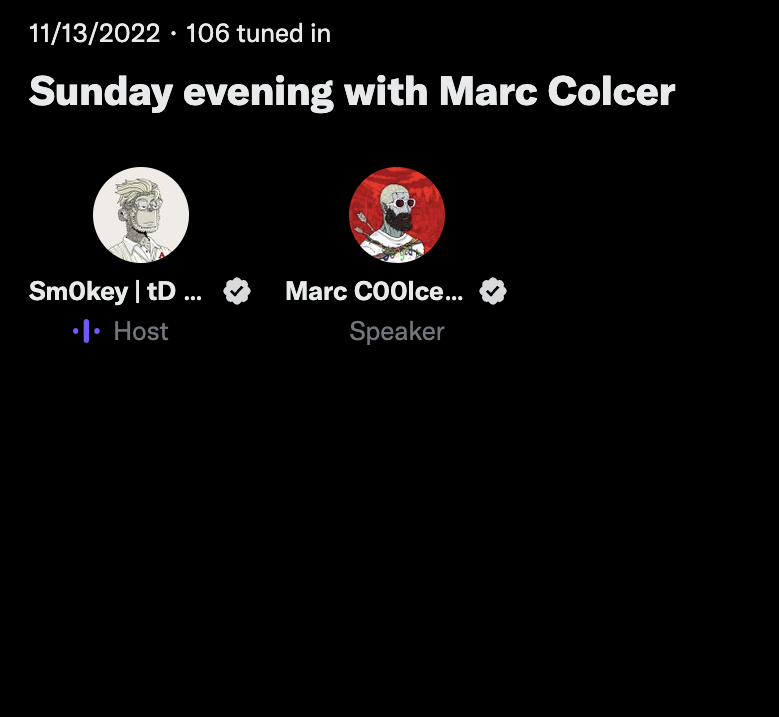 11/13/2022 · 106 tuned in
Sunday evening with Marc Colcer
Sm0key | tD ...
Marc C00lce...
Host
Speaker